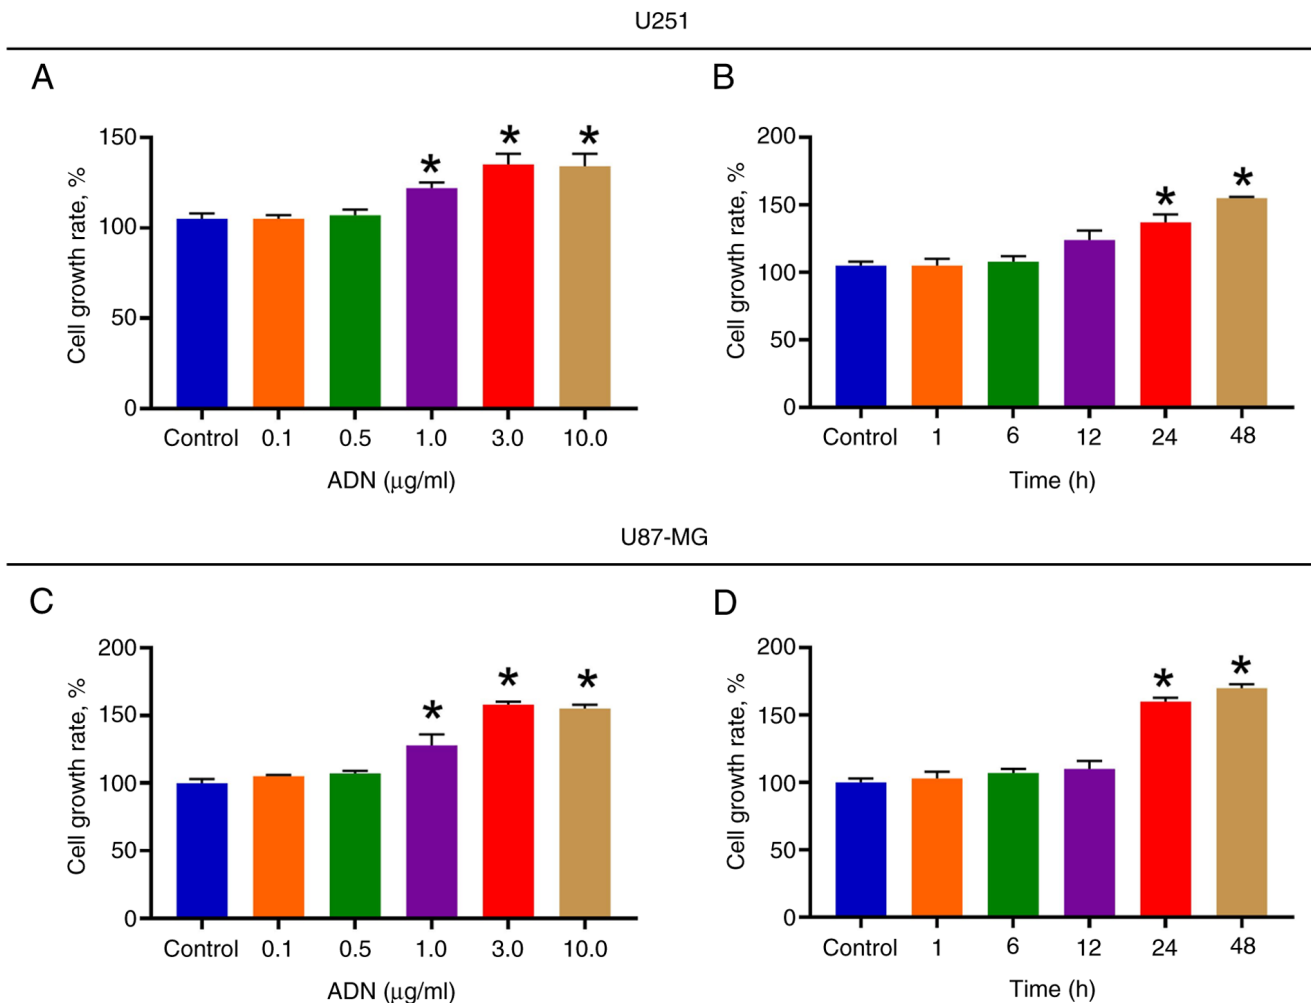 U251
A
B
Cell growth rate, %
150
100
50
0
* * *
Control 0.1 0.5 1.0 3.0 10.0
ADN (μg/ml)
Cell growth rate, %
200
150
100
50
0
* *
Control 1 6 12 24 48
Time (h)
U87-MG
C
D
Cell growth rate, %
200
150
100
50
0
* * *
Control 0.1 0.5 1.0 3.0 10.0
ADN (μg/ml)
Cell growth rate, %
200
150
100
50
0
* *
Control 1 6 12 24 48
Time (h)